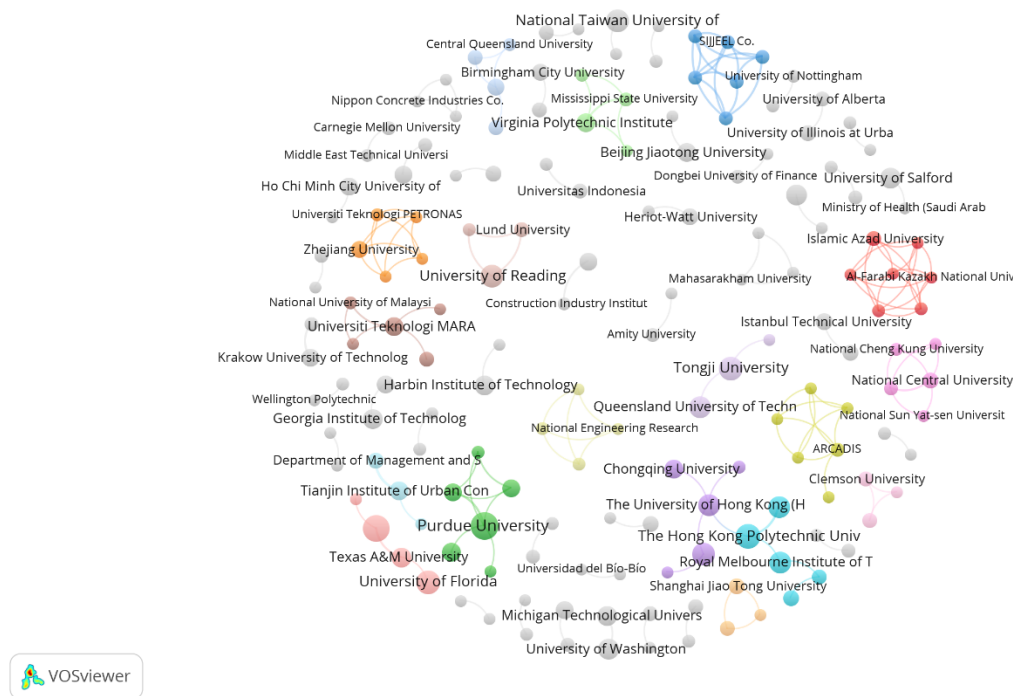 National Taiwan University of
SIJJEEL Co.
Central Queensland University
Birmingham City University
University of Nottingham
Nippon Concrete Industries Co.
Mississippi State University
University of Alberta
Virginia Polytechnic Institute
Carnegie Mellon University
University of Illinois at Urba
Middle East Technical Universi
Beijing Jiaotong University
Dongbei University of Finance
University of Salford
Ho Chi Minh City University of
Universitas Indonesia
Ministry of Health (Saudi Arab
Universiti Teknologi PETRONAS
Heriot-Watt University
Lund University
Islamic Azad University
Zhejiang University
University of Reading
Al-Farabi Kazakh National Univ
Mahasarakham University
National University of Malaysi
Construction Industry Institut
Universiti Teknologi MARA
Amity University
Istanbul Technical University
Krakow University of Technolog
National Cheng Kung University
Tongji University
Harbin Institute of Technology
National Central University
Wellington Polytechnic
Queensland University of Techn
Georgia Institute of Technolog
National Sun Yat-sen Universit
National Engineering Research
ARCADIS
Department of Management and S
Chongqing University
Clemson University
Tianjin Institute of Urban Con
The University of Hong Kong (H
Purdue University
The Hong Kong Polytechnic Univ
Texas A&M University
Royal Melbourne Institute of T
Universidad del Bío-Bío
University of Florida
Shanghai Jiao Tong University
Michigan Technological Univers
University of Washington
VOSviewer